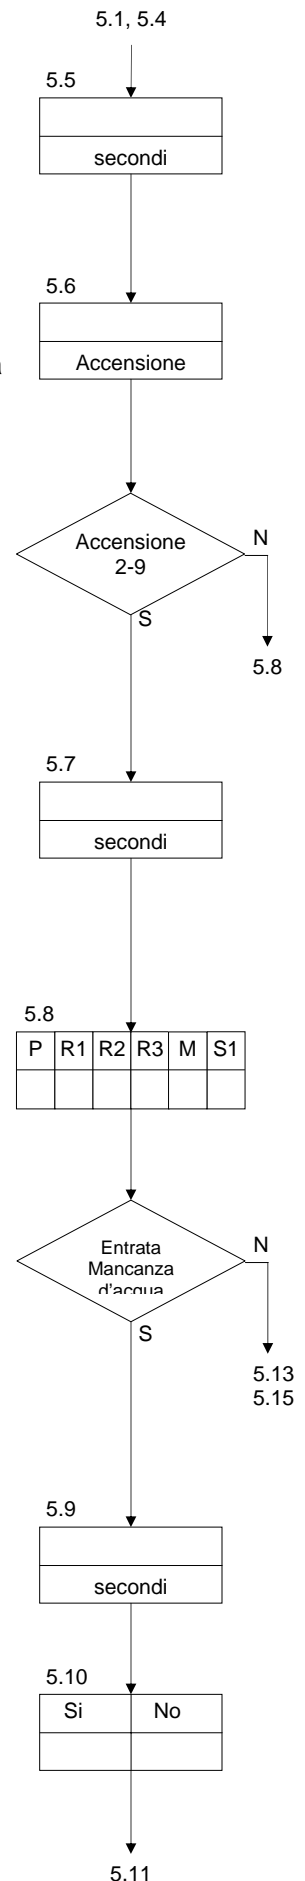 5.1, 5.4
5.5
secondi
5.6
Accensione
Accensione
2-9
N
S
5.8
5.7
secondi
5.8
P R1 R2 R3 M S1
Entrata
Mancanza
d'acqua
N
S
5.13
5.15
5.9
secondi
5.10
Si No
5.11